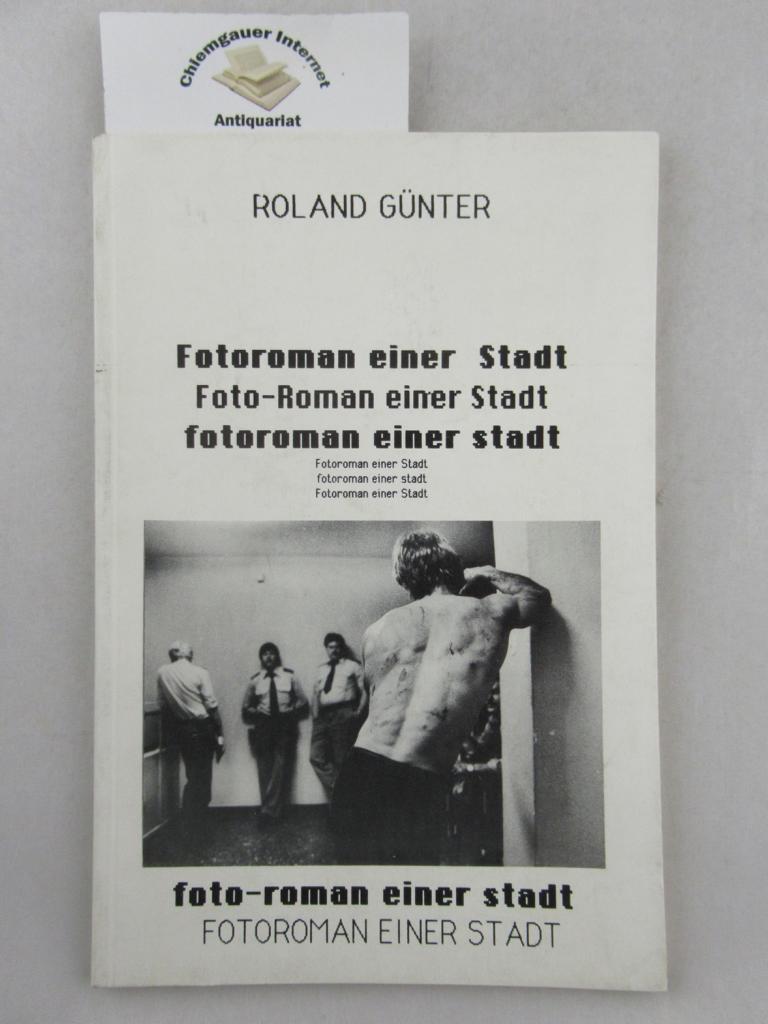 Chiemgauer Internet
Antiquariat
ROLAND GÜNTER
Fotoroman einer Stadt
Foto-Roman einer Stadt
fotoroman einer stadt
Fotoroman einer Stadt
fotoroman einer stadt
Fotoroman einer Stadt
foto-roman einer stadt
FOTOROMAN EINER STADT